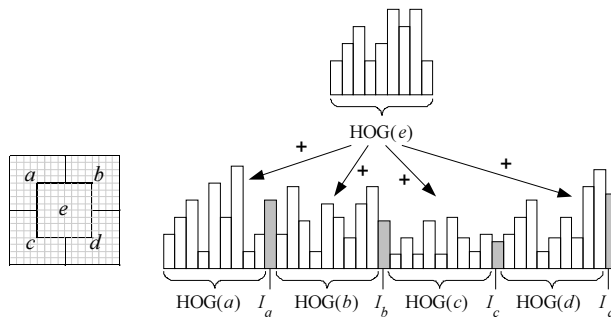 HOG(e)
+ + + +
a b
e
c d
HOG(a) I_a HOG(b) I_b HOG(c) I_c HOG(d) I_d